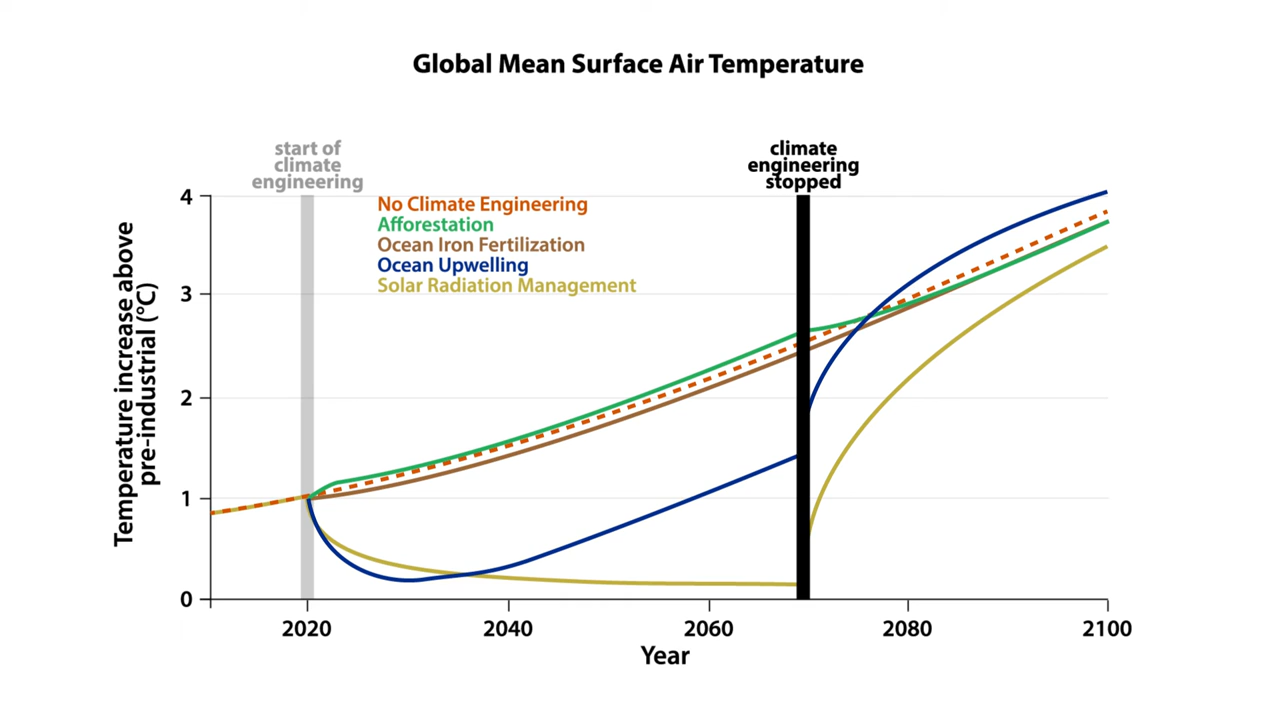 Global Mean Surface Air Temperature
start of
climate
engineering
climate
engineering
stopped
No Climate Engineering
Afforestation
Ocean Iron Fertilization
Ocean Upwelling
Solar Radiation Management
Temperature increase above
pre-industrial (°C)
4
3
2
1
0
2020
2040
2060
2080
2100
Year